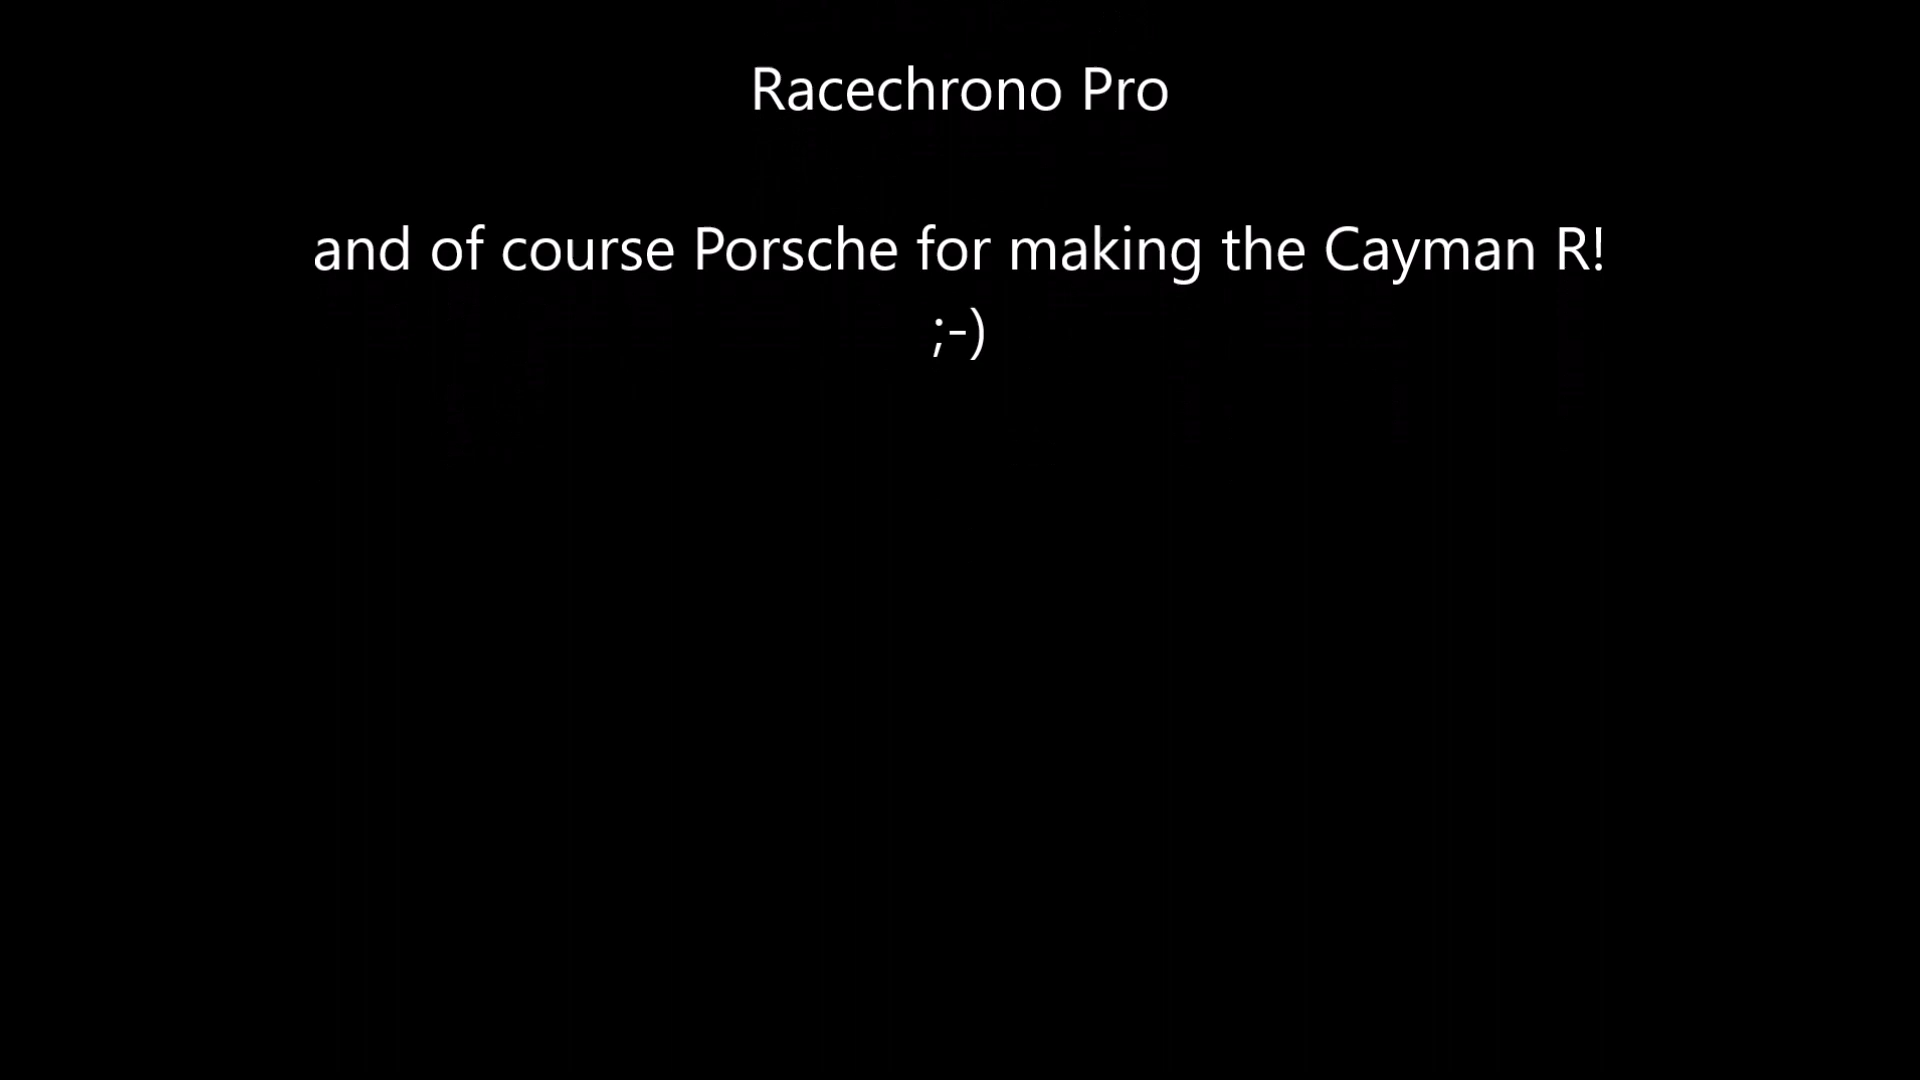 Racechrono Pro
and of course Porsche for making the Cayman R!
;-)